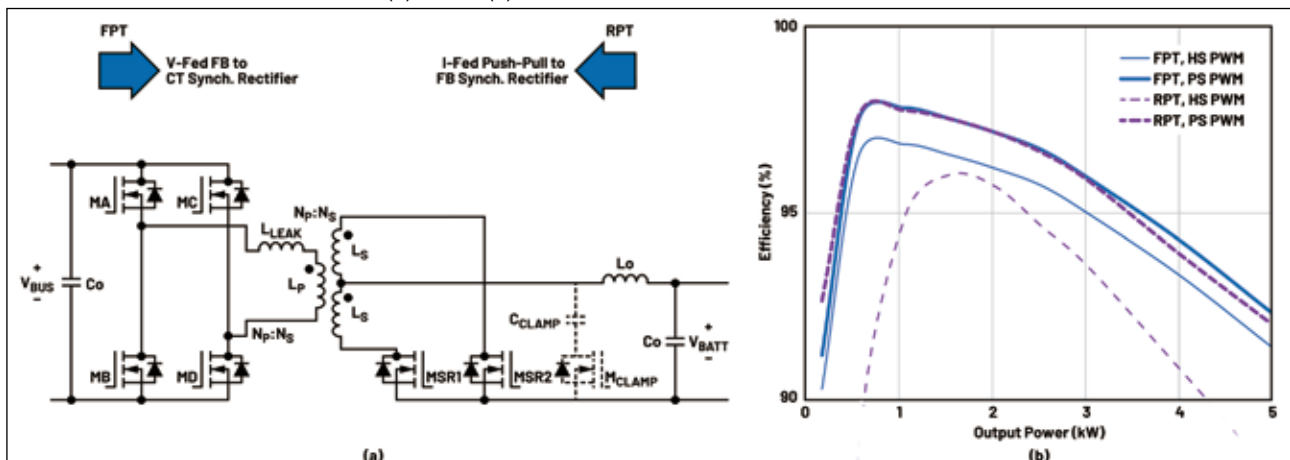 FPT
V-Fed FB to
CT Synch. Rectifier
RPT
I-Fed Push-Pull to
FB Synch. Rectifier
MA
MC
LLEAK
NP:NS
LS
LP
LS
Lo
+
VBUS
−
Co
NP:NS
CCLAMP
Co
+
VBATT
−
MB
MD
MSR1
MSR2
MCLAMP
(a)
100
95
90
Efficiency (%)
FPT, HS PWM
FPT, PS PWM
RPT, HS PWM
RPT, PS PWM
0
1
2
3
4
5
Output Power (kW)
(b)